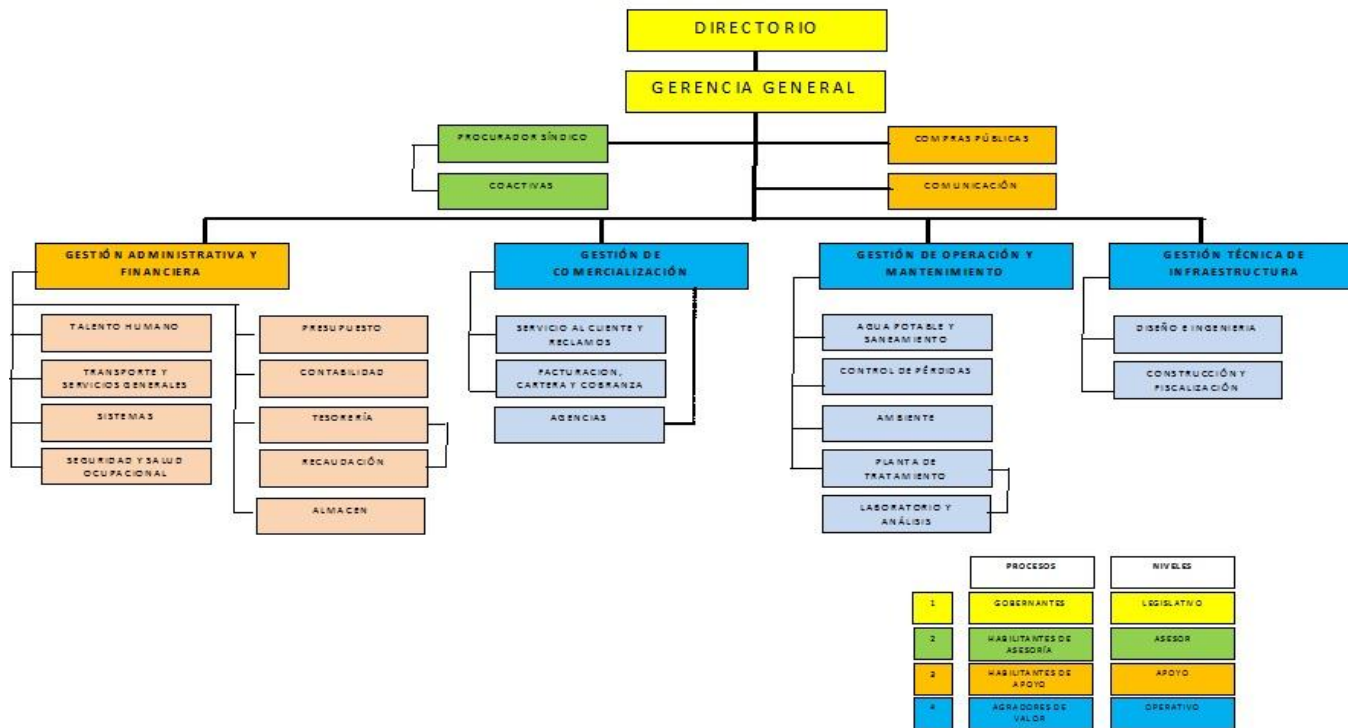 DIRECTORIO
GERENCIA GENERAL
PROCURADOR SÍNDICO
COMPRAS PÚBLICAS
COACTIVAS
COMUNICACIÓN
GESTIÓN ADMINISTRATIVA Y
FINANCIERA
GESTIÓN DE
COMERCIALIZACIÓN
GESTIÓN DE OPERACIÓN Y
MANTENIMIENTO
GESTIÓN TÉCNICA DE
INFRAESTRUCTURA
TALENTO HUMANO
TRANSPORTE Y
SERVICIOS GENERALES
SISTEMAS
SEGURIDAD Y SALUD
OCUPACIONAL
PRESUPUESTO
CONTABILIDAD
TESORERÍA
RECAUDACIÓN
ALMACEN
SERVICIO AL CLIENTE Y
RECLAMOS
FACTURACION,
CARTERA Y COBRANZA
AGENCIAS
AGUA POTABLE Y
SANEAMIENTO
CONTROL DE PÉRDIDAS
AMBIENTE
PLANTA DE
TRATAMIENTO
LABORATORIO Y
ANÁLISIS
DISEÑO E INGENIERIA
CONSTRUCCIÓN Y
FISCALIZACIÓN
PROCESOS
NIVELES
1
GOBERNANTES
LEGISLATIVO
2
HABILITANTES DE
ASESORÍA
ASESOR
3
HABILITANTES DE
APOYO
APOYO
4
AGRADORES DE
VALOR
OPERATIVO